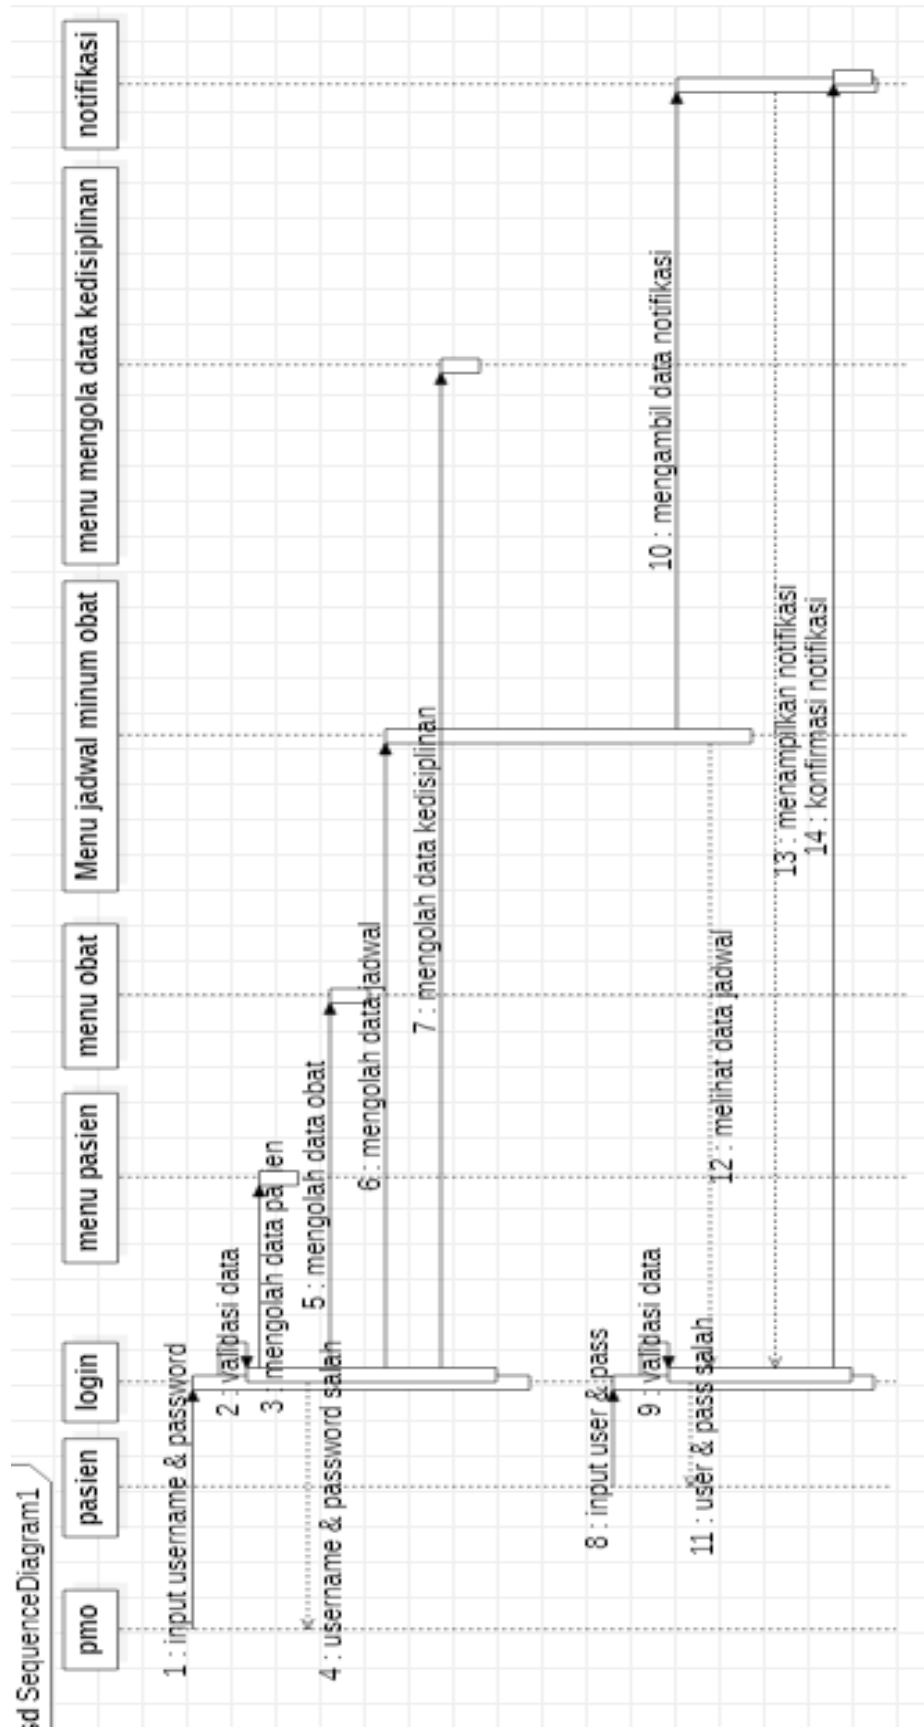 sd SequenceDiagram1
pmo
pasien
login
menu pasien
menu obat
Menu jadwal minum obat
menu mengola data kedisiplinan
notifikasi
1 : input username & password
2 : validasi data
3 : mengolah data pasien
4 : username & password salah
5 : mengolah data obat
6 : mengolah data jadwal
7 : mengolah data kedisiplinan
8 : input user & pass
9 : validasi data
10 : mengambil data notifikasi
11 : user & pass salah
12 : melihat data jadwal
13 : menampilkan notifikasi
14 : konfirmasi notifikasi